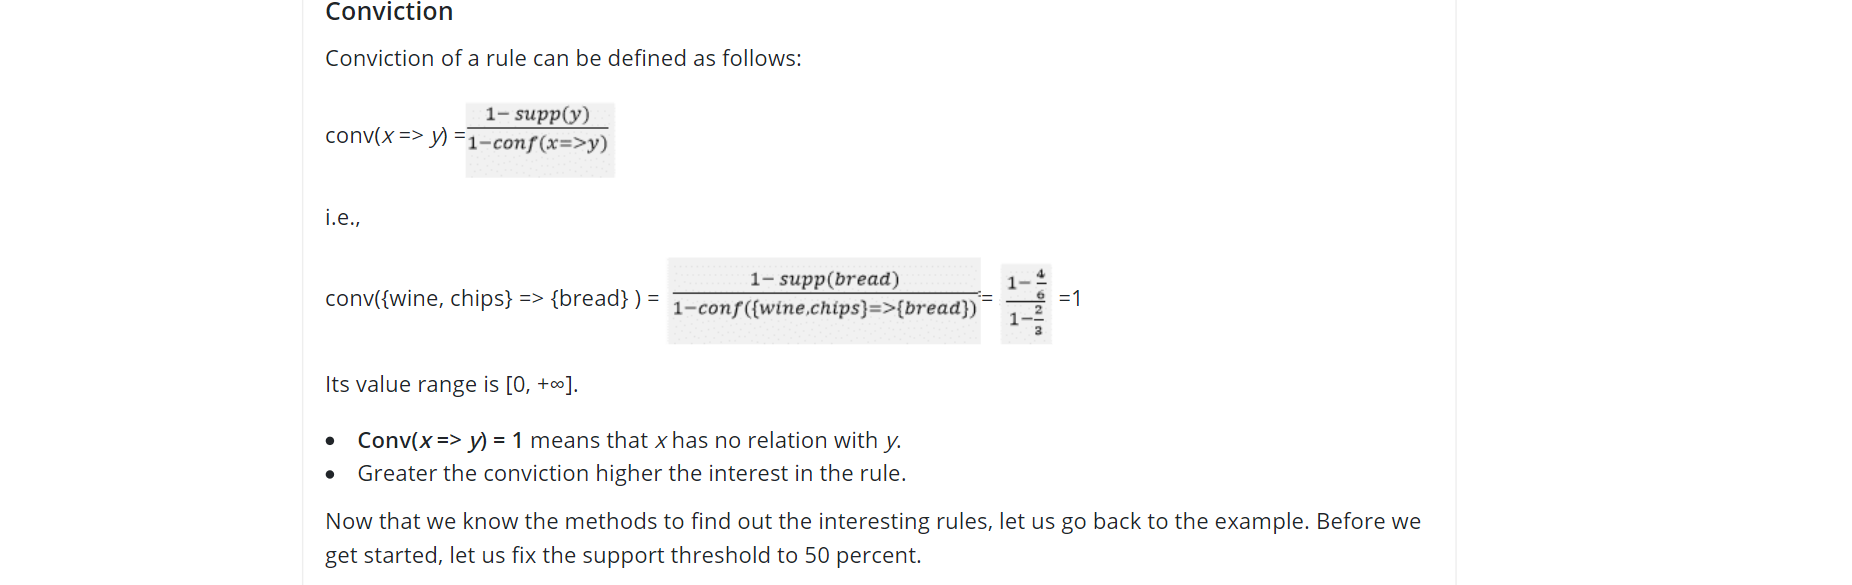 Conviction
Conviction of a rule can be defined as follows:
conv(x => y) = 1- supp(y) / 1-conf(x=>y)
i.e.,
conv({wine, chips} => {bread} ) = 1- supp(bread) / 1-conf({wine,chips}=>{bread}) = 1-4/6 / 1-2/3 =1
Its value range is [0, +∞].
• Conv(x => y) = 1 means that x has no relation with y.
• Greater the conviction higher the interest in the rule.
Now that we know the methods to find out the interesting rules, let us go back to the example. Before we
get started, let us fix the support threshold to 50 percent.